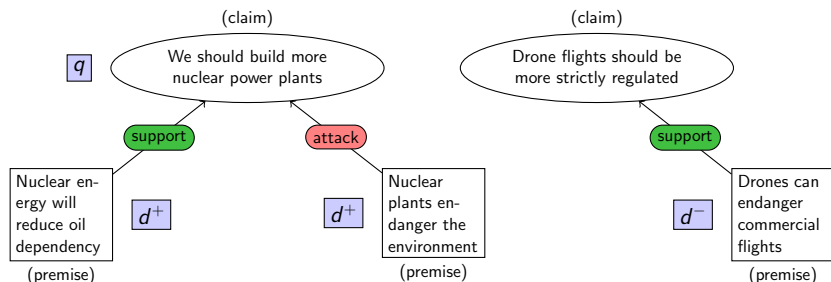 (claim)
(claim)
q
We should build more
nuclear power plants
Drone flights should be
more strictly regulated
support
attack
support
Nuclear en-
ergy will
reduce oil
dependency
d+
d+
Nuclear
plants en-
danger the
environment
d−
Drones can
endanger
commercial
flights
(premise)
(premise)
(premise)